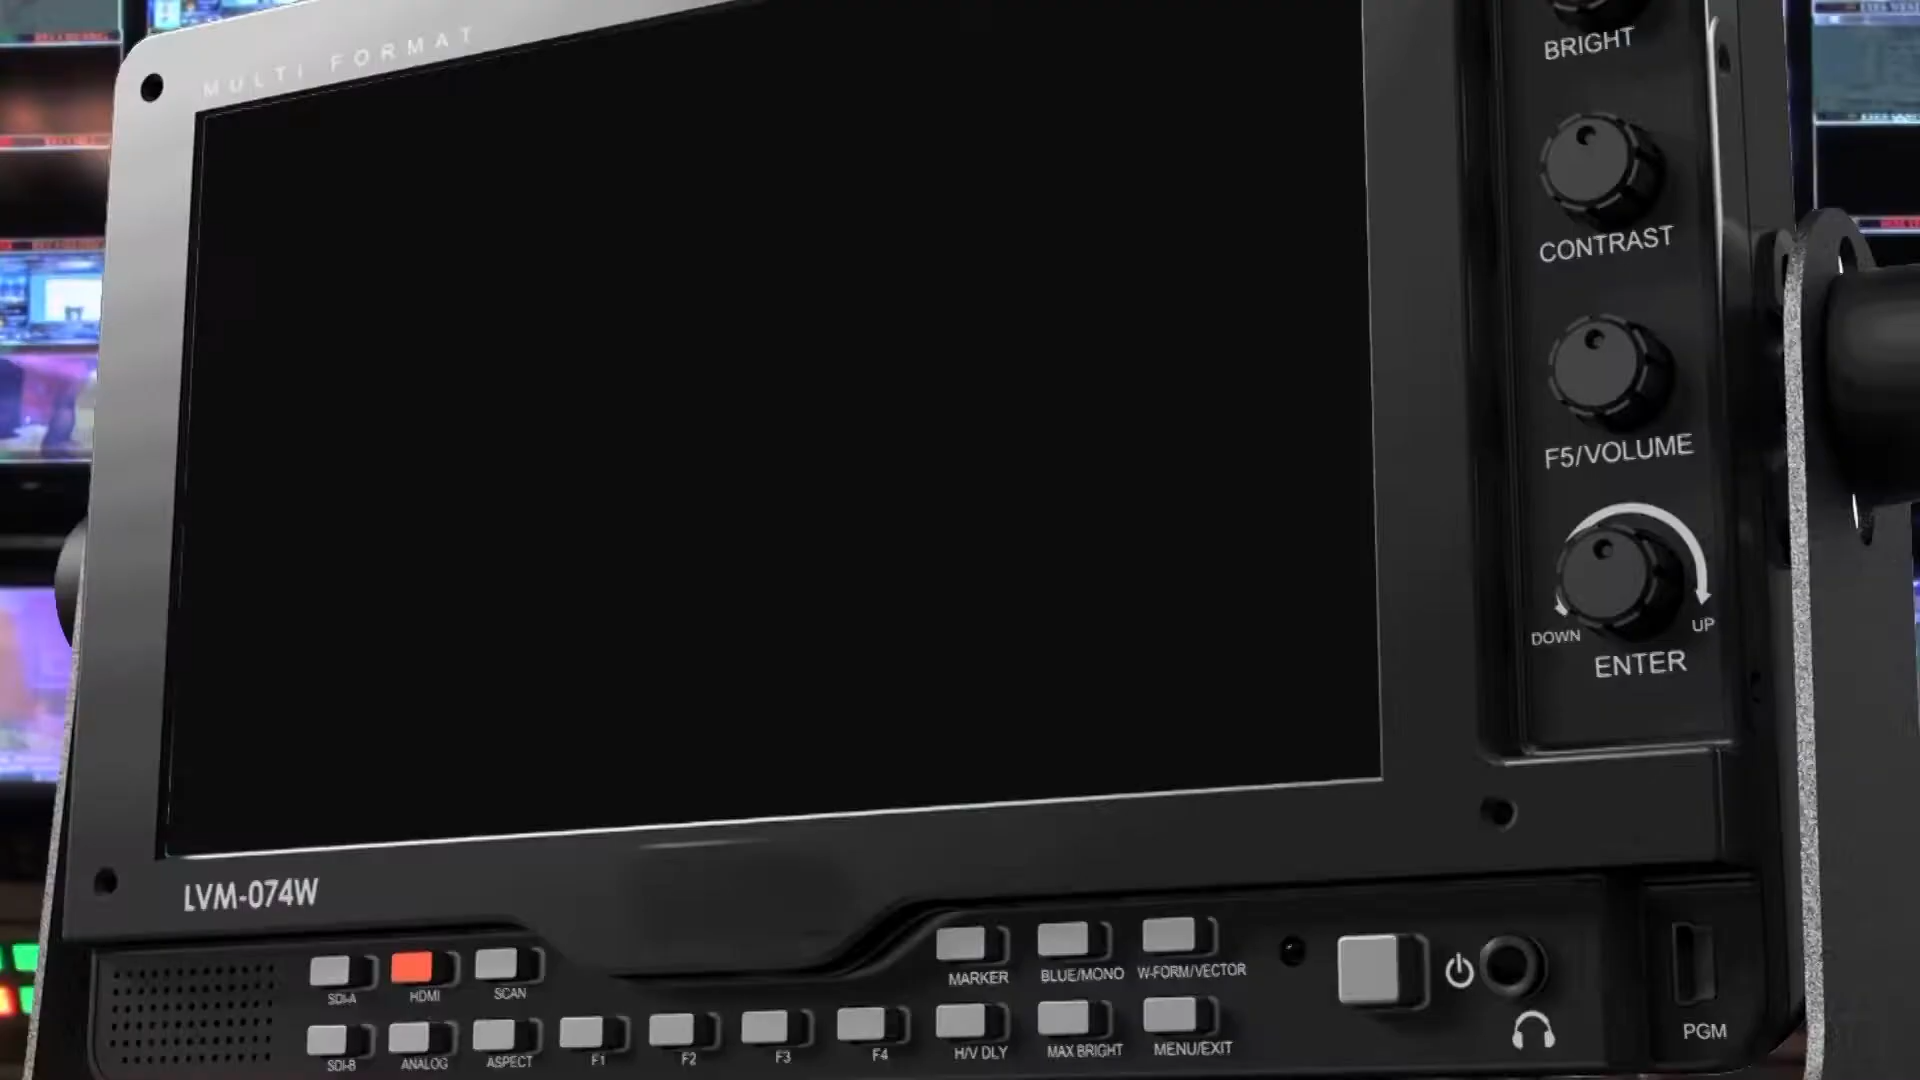 MULTI FORMAT
BRIGHT
CONTRAST
F5/VOLUME
DOWN
UP
ENTER
LVM-074W
SDI-A
HDMI
SCAN
MARKER
BLUE/MONO
W-FORM/VECTOR
SDI-B
ANALOG
ASPECT
F1
F2
F3
F4
H/V DLY
MAX BRIGHT
MENU/EXIT
PGM